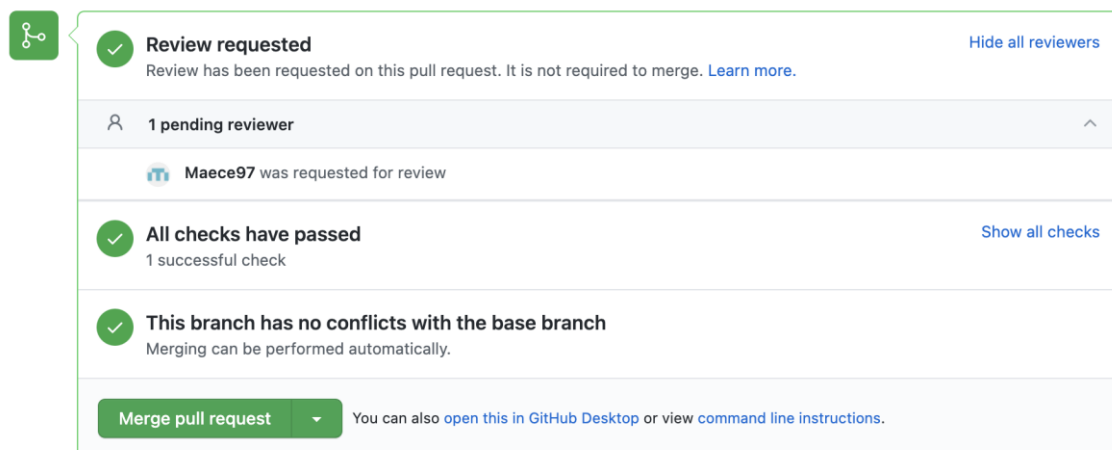 Review requested
Hide all reviewers
Review has been requested on this pull request. It is not required to merge. Learn more.
1 pending reviewer
Maece97 was requested for review
All checks have passed
Show all checks
1 successful check
This branch has no conflicts with the base branch
Merging can be performed automatically.
Merge pull request
You can also open this in GitHub Desktop or view command line instructions.